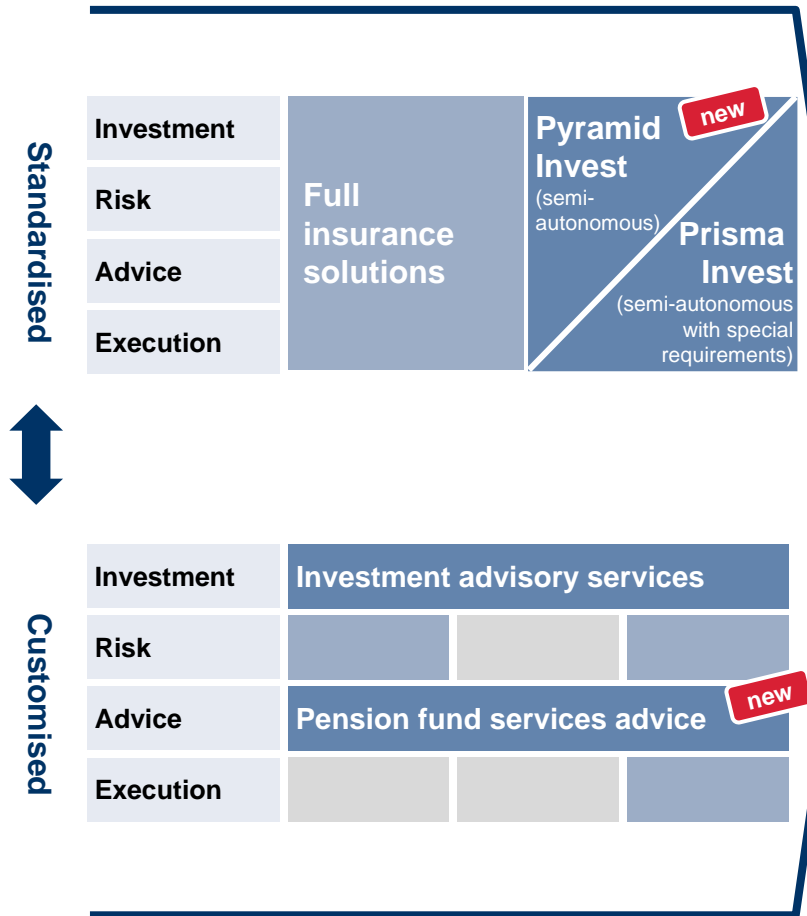 Standardised
Investment
Risk
Advice
Execution
Full
insurance
solutions
new
Pyramid
Invest
(semi-
autonomous)
Prisma
Invest
(semi-autonomous
with special
requirements)
Customised
Investment
Investment advisory services
Risk
Advice
Pension fund services advice
new
Execution